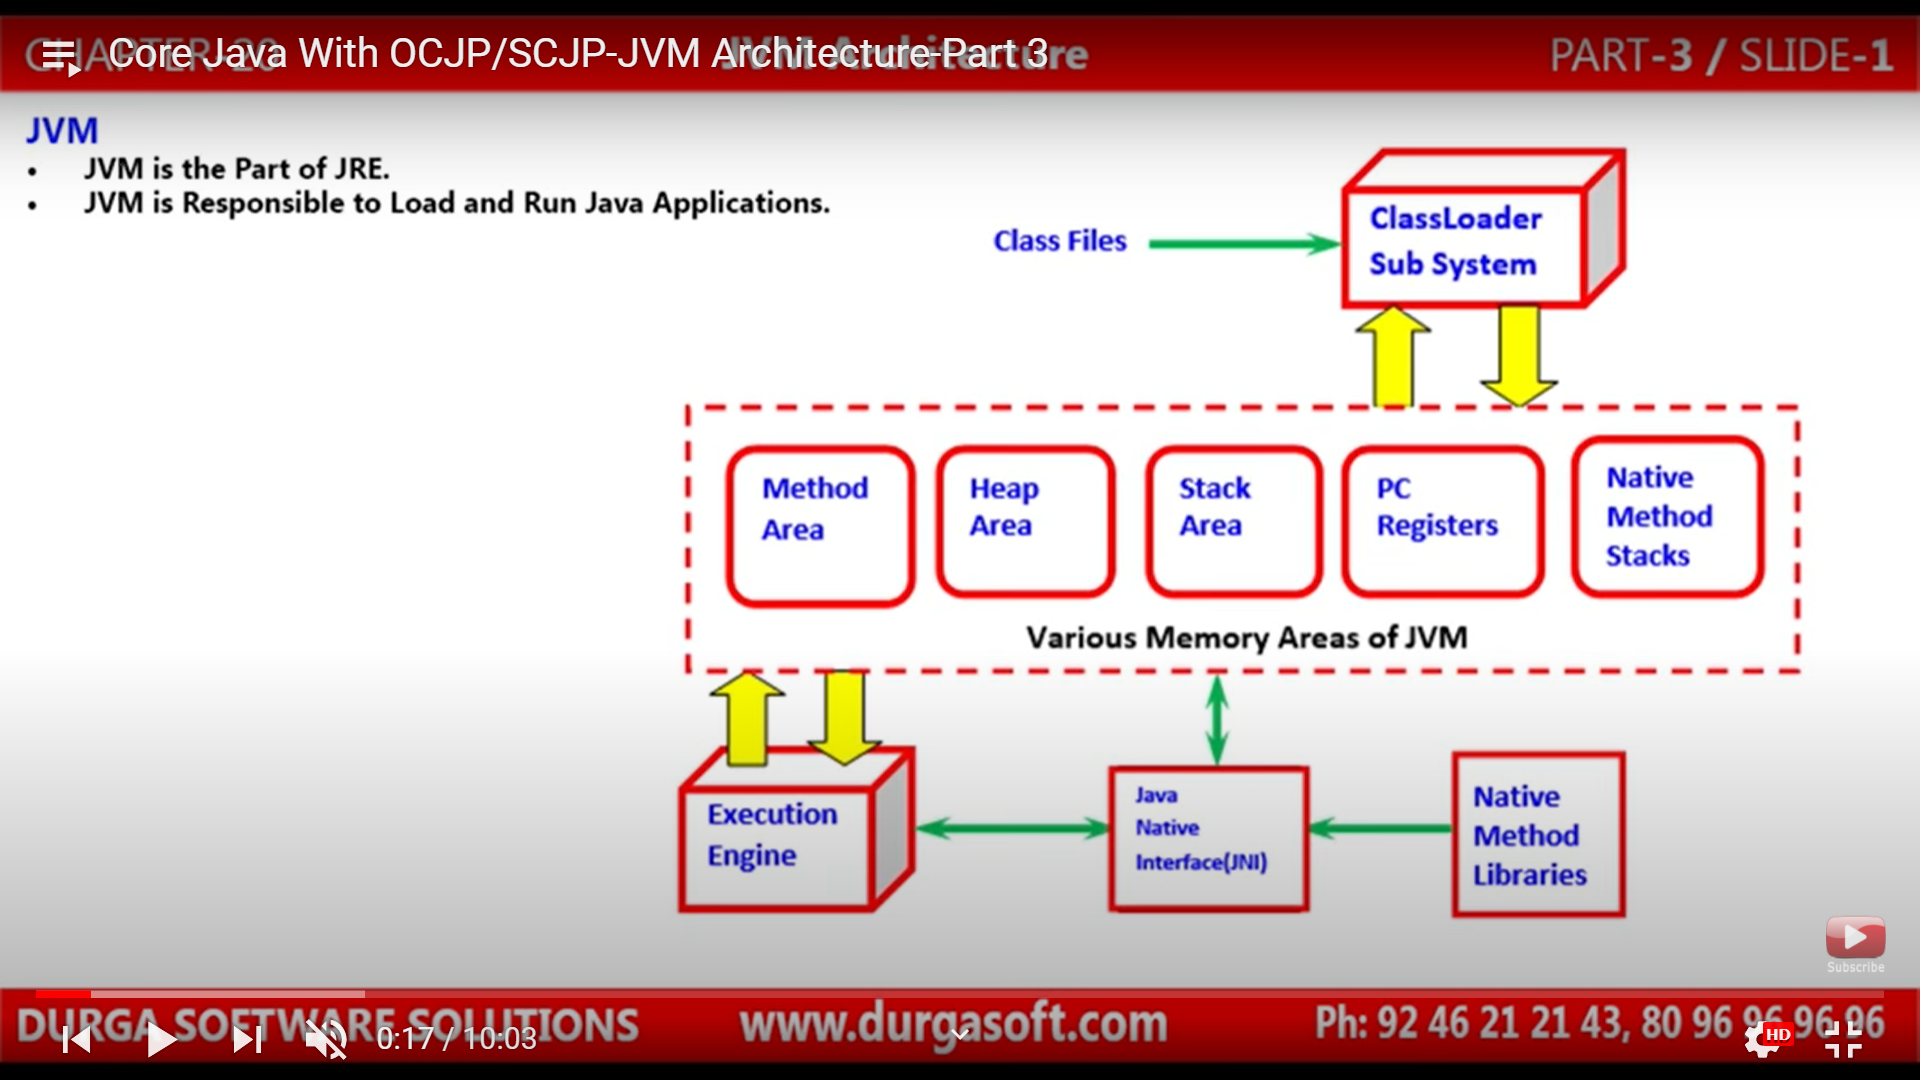 CHAPTER-20
Core Java With OCJP/SCJP-JVM Architecture-Part 3
JVM Architecture
PART-3 / SLIDE-1
JVM
• JVM is the Part of JRE.
• JVM is Responsible to Load and Run Java Applications.
Class Files
ClassLoader
Sub System
Method
Area
Heap
Area
Stack
Area
PC
Registers
Native
Method
Stacks
Various Memory Areas of JVM
Execution
Engine
Java
Native
Interface(JNI)
Native
Method
Libraries
Subscribe
DURGA SOFTWARE SOLUTIONS
www.durgasoft.com
Ph: 92 46 21 21 43, 80 96 96 96 96
0:17 / 10:03
HD